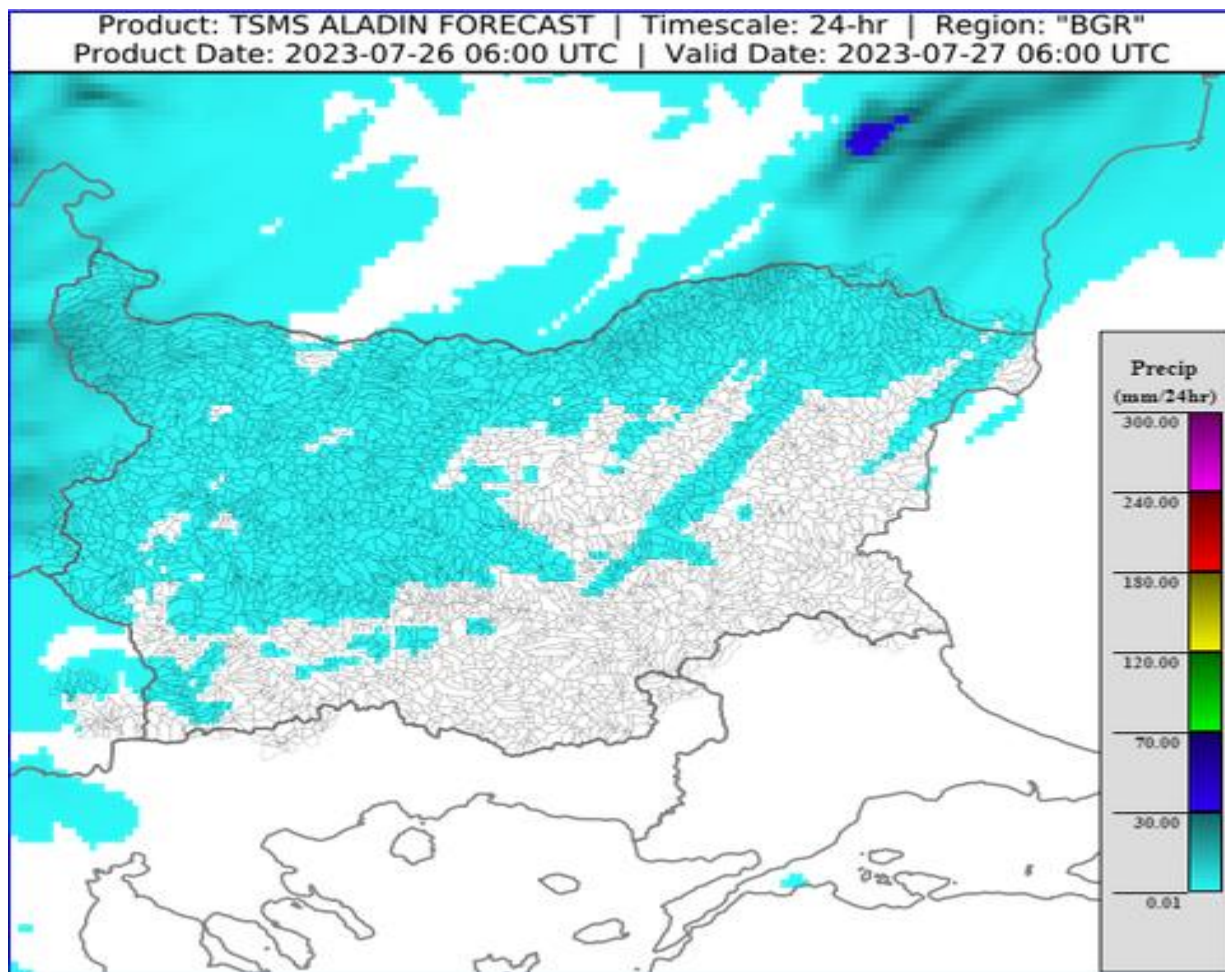 Product: TSMS ALADIN FORECAST | Timescale: 24-hr | Region: "BGR"
Product Date: 2023-07-26 06:00 UTC | Valid Date: 2023-07-27 06:00 UTC
Precip
(mm/24hr)
300.00
240.00
180.00
120.00
70.00
30.00
0.01